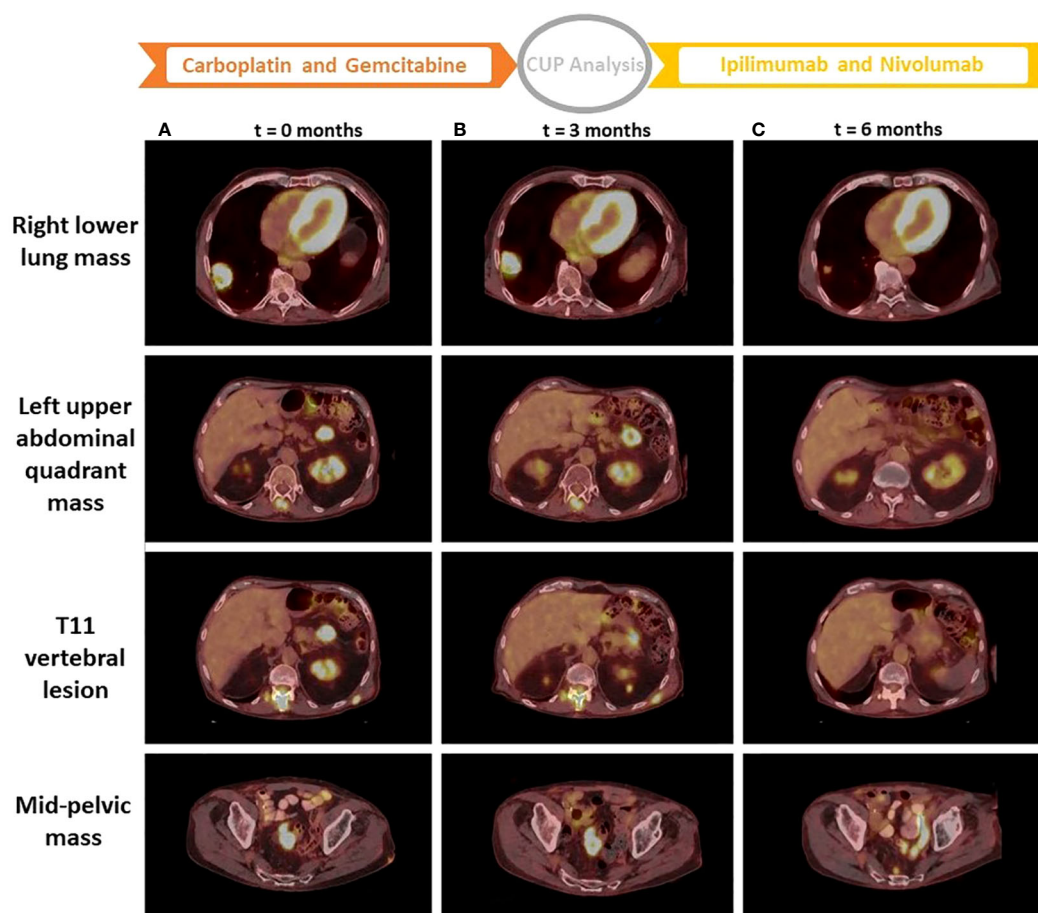 Carboplatin and Gemcitabine
CUP Analysis
Ipilimumab and Nivolumab
A
t = 0 months
B
t = 3 months
C
t = 6 months
Right lower
lung mass
Left upper
abdominal
quadrant
mass
T11
vertebral
lesion
Mid-pelvic
mass